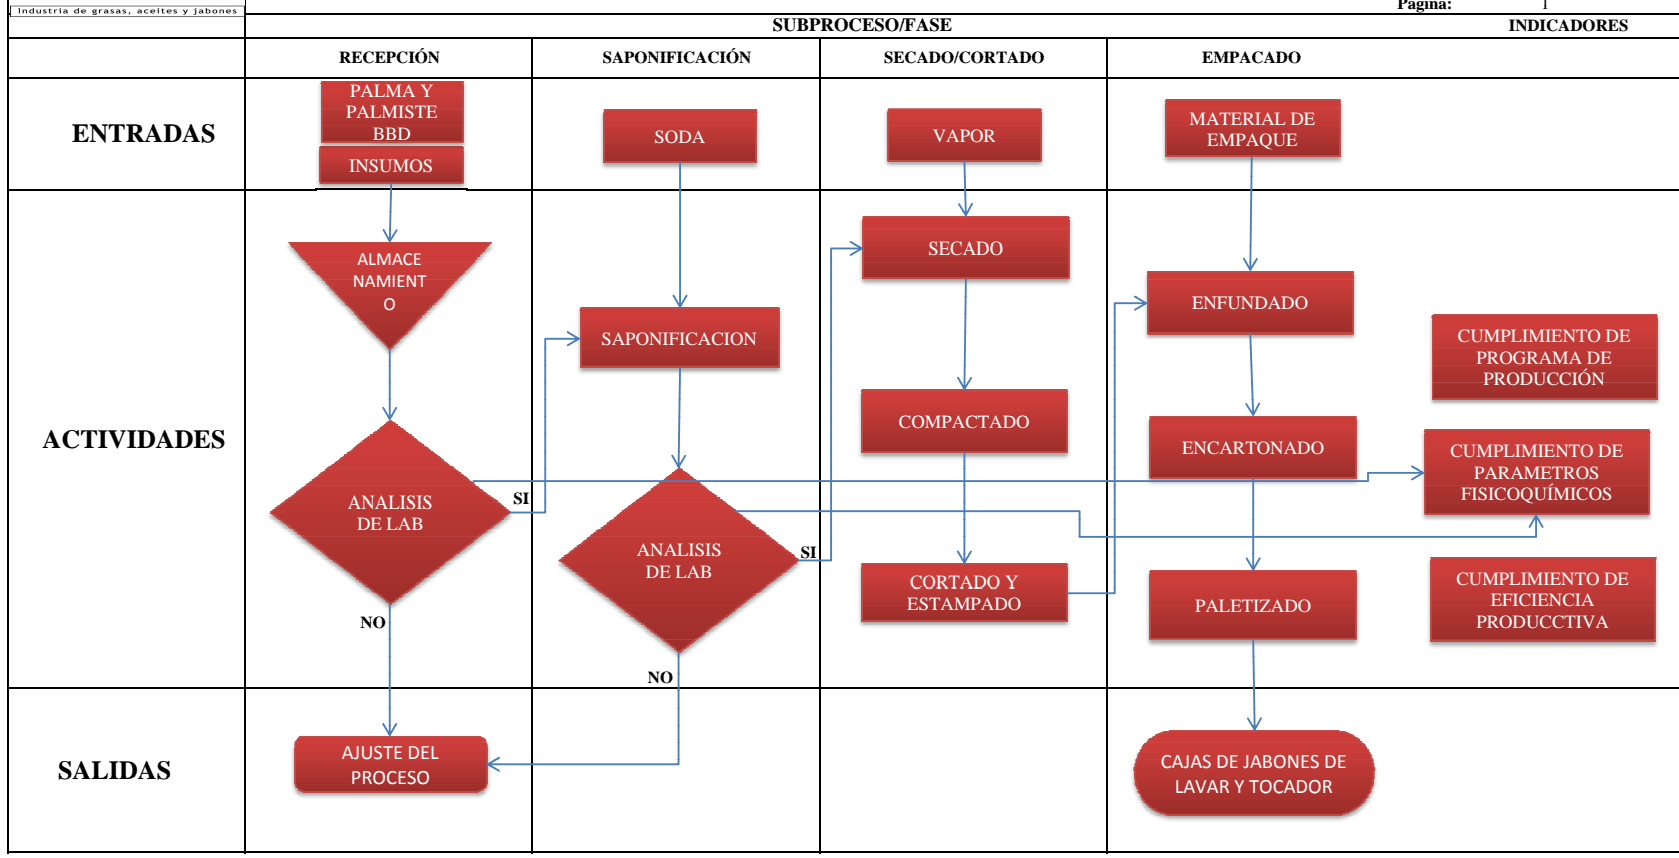 Industria de grasas, aceites y jabones
Pagina: 1
SUBPROCESO/FASE
INDICADORES
RECEPCIÓN
SAPONIFICACIÓN
SECADO/CORTADO
EMPACADO
ENTRADAS
PALMA Y
PALMISTE
BBD
INSUMOS
SODA
VAPOR
MATERIAL DE
EMPAQUE
ACTIVIDADES
ALMACE
NAMIENT
O
ANALISIS
DE LAB
SI
NO
SAPONIFICACION
ANALISIS
DE LAB
SI
NO
SECADO
COMPACTADO
CORTADO Y
ESTAMPADO
ENFUNDADO
ENCARTONADO
PALETIZADO
CUMPLIMIENTO DE
PROGRAMA DE
PRODUCCIÓN
CUMPLIMIENTO DE
PARAMETROS
FISICOQUÍMICOS
CUMPLIMIENTO DE
EFICIENCIA
PRODUCCTIVA
SALIDAS
AJUSTE DEL
PROCESO
CAJAS DE JABONES DE
LAVAR Y TOCADOR